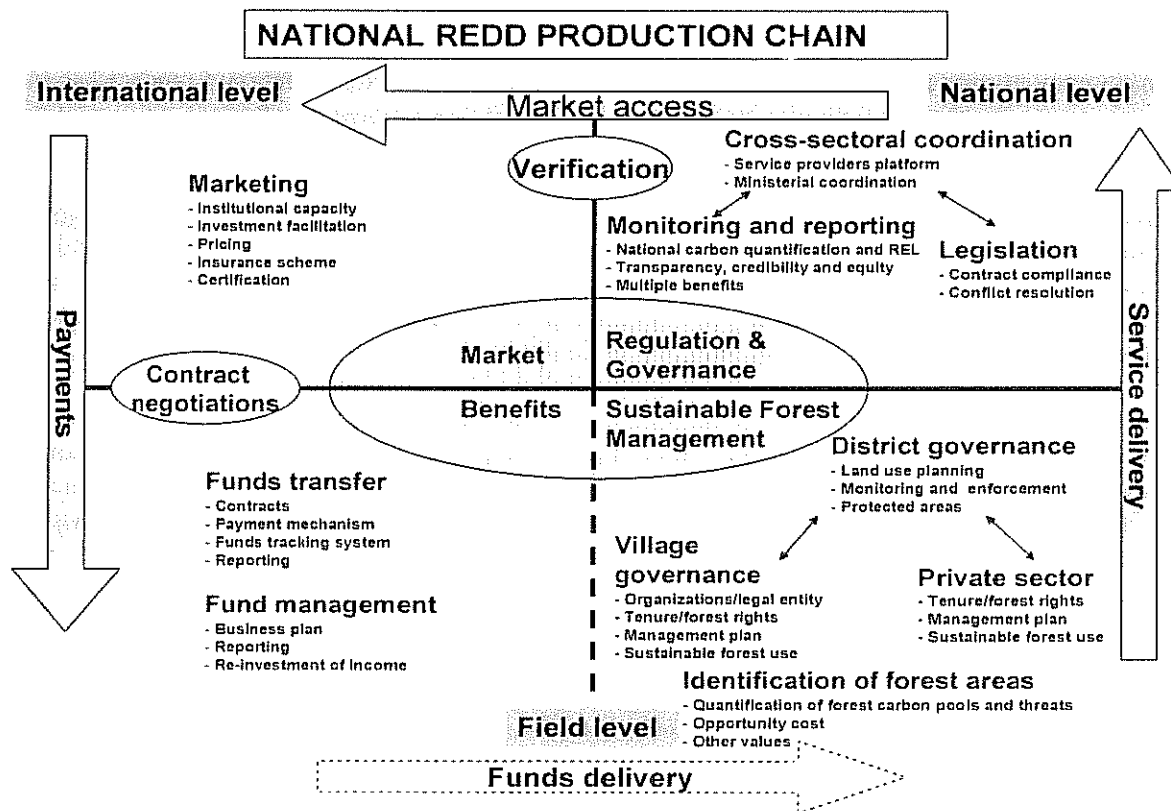 NATIONAL REDD PRODUCTION CHAIN
International level
Market access
National level
Verification
Cross-sectoral coordination
- Service providers platform
- Ministerial coordination
Marketing
- Institutional capacity
- Investment facilitation
- Pricing
- Insurance scheme
- Certification
Monitoring and reporting
- National carbon quantification and REL
- Transparency, credibility and equity
- Multiple benefits
Legislation
- Contract compliance
- Conflict resolution
Payments
Service delivery
Contract
negotiations
Market
Regulation &
Governance
Benefits
Sustainable Forest
Management
Funds transfer
- Contracts
- Payment mechanism
- Funds tracking system
- Reporting
Fund management
- Business plan
- Reporting
- Re-investment of income
District governance
- Land use planning
- Monitoring and enforcement
- Protected areas
Village
governance
- Organizations/legal entity
- Tenure/forest rights
- Management plan
- Sustainable forest use
Private sector
- Tenure/forest rights
- Management plan
- Sustainable forest use
Identification of forest areas
- Quantification of forest carbon pools and threats
- Opportunity cost
- Other values
Field level
Funds delivery